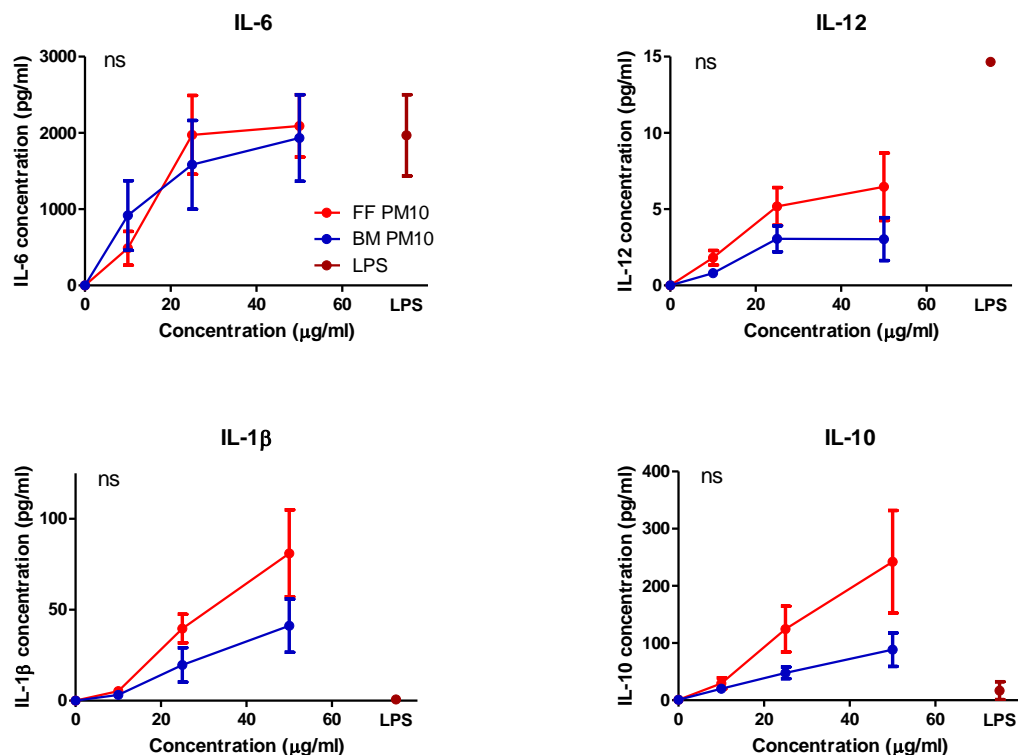 IL-6
IL-6 concentration (pg/ml)
3000
2000
1000
0
ns
FF PM10
BM PM10
LPS
0 20 40 60 LPS
Concentration (µg/ml)
IL-12
IL-12 concentration (pg/ml)
15
10
5
0
ns
0 20 40 60 LPS
Concentration (µg/ml)
IL-1β
IL-1β concentration (pg/ml)
100
50
0
ns
0 20 40 60 LPS
Concentration (µg/ml)
IL-10
IL-10 concentration (pg/ml)
400
300
200
100
0
ns
0 20 40 60 LPS
Concentration (µg/ml)